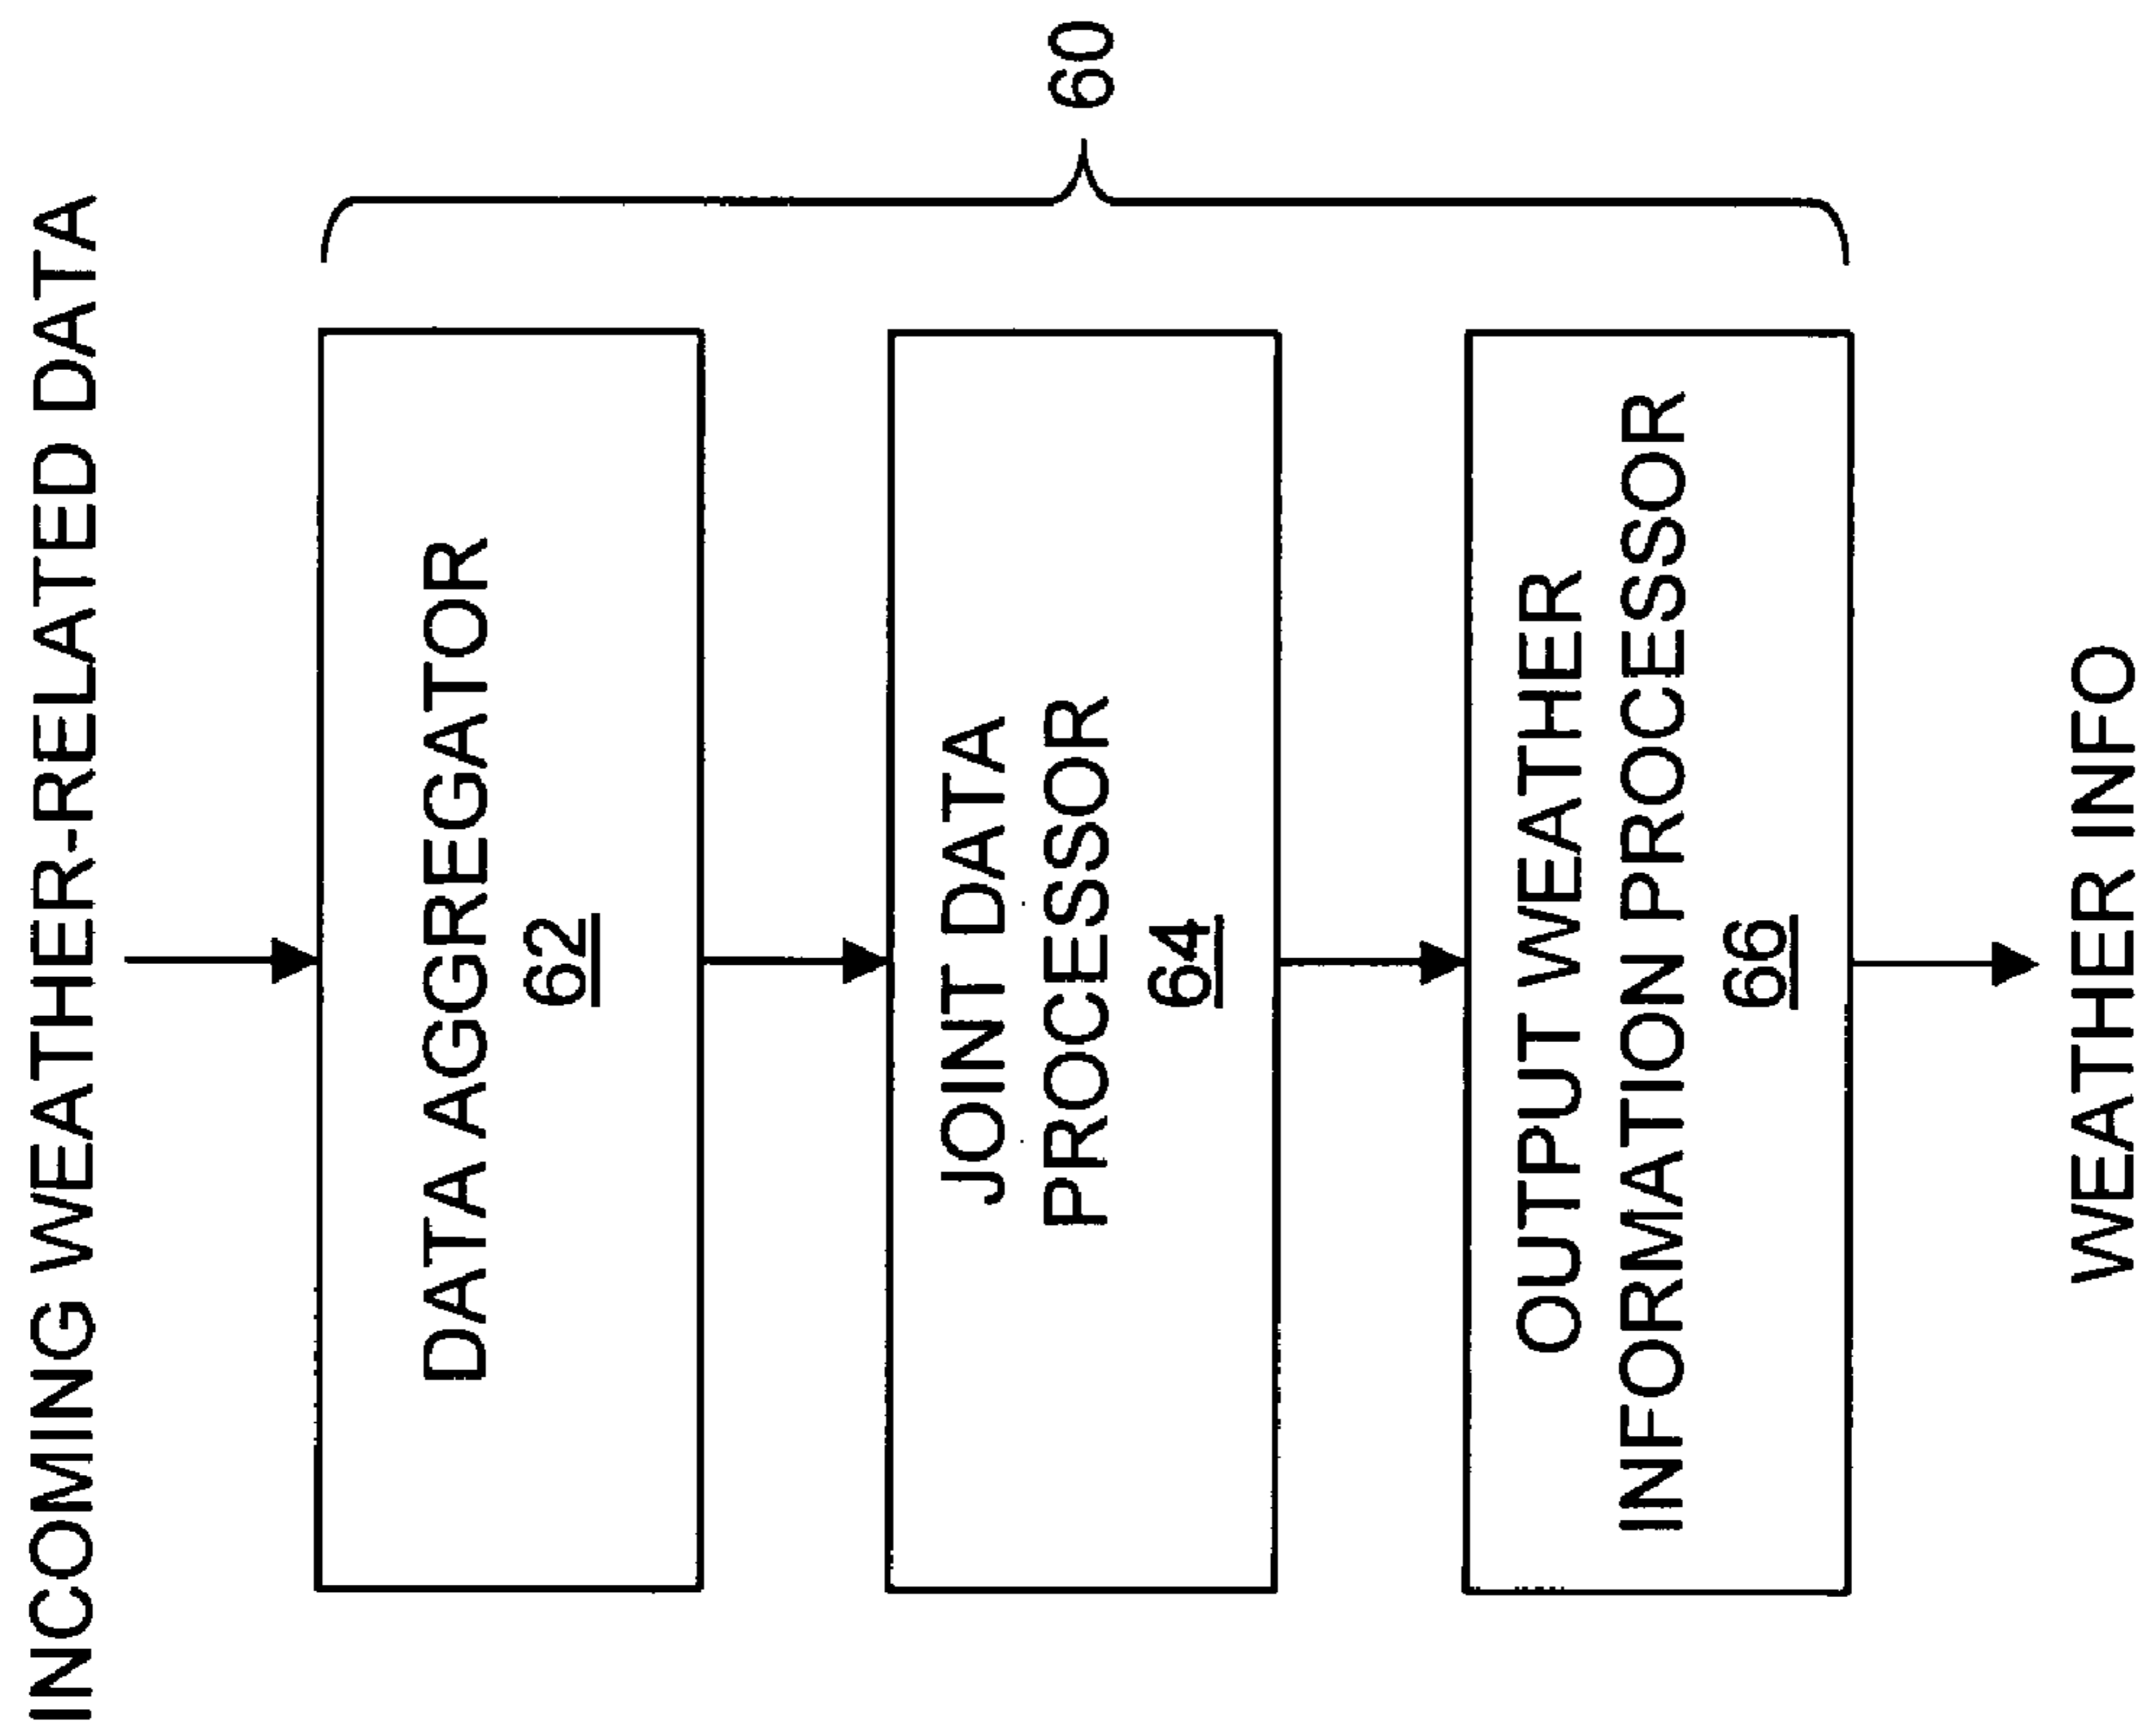 INCOMING WEATHER-RELATED DATA
DATA AGGREGATOR
62
JOINT DATA
PROCESSOR
64
OUTPUT WEATHER
INFORMATION PROCESSOR
66
WEATHER INFO
60